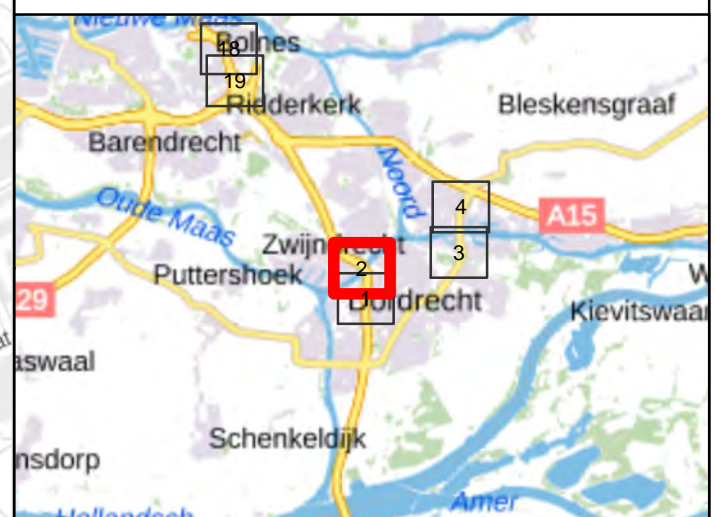 Nieuwe Maas
Bolnes
18
19
Ridderkerk
Bleskensgraaf
Barendrecht
Noord
4
A15
Oude Maas
Zwijndrecht
3
2
Puttershoek
W
29
1
Dordrecht
Kievitswaar
aswaal
Schenkeldijk
nsdorp
Amer
Hollandsch